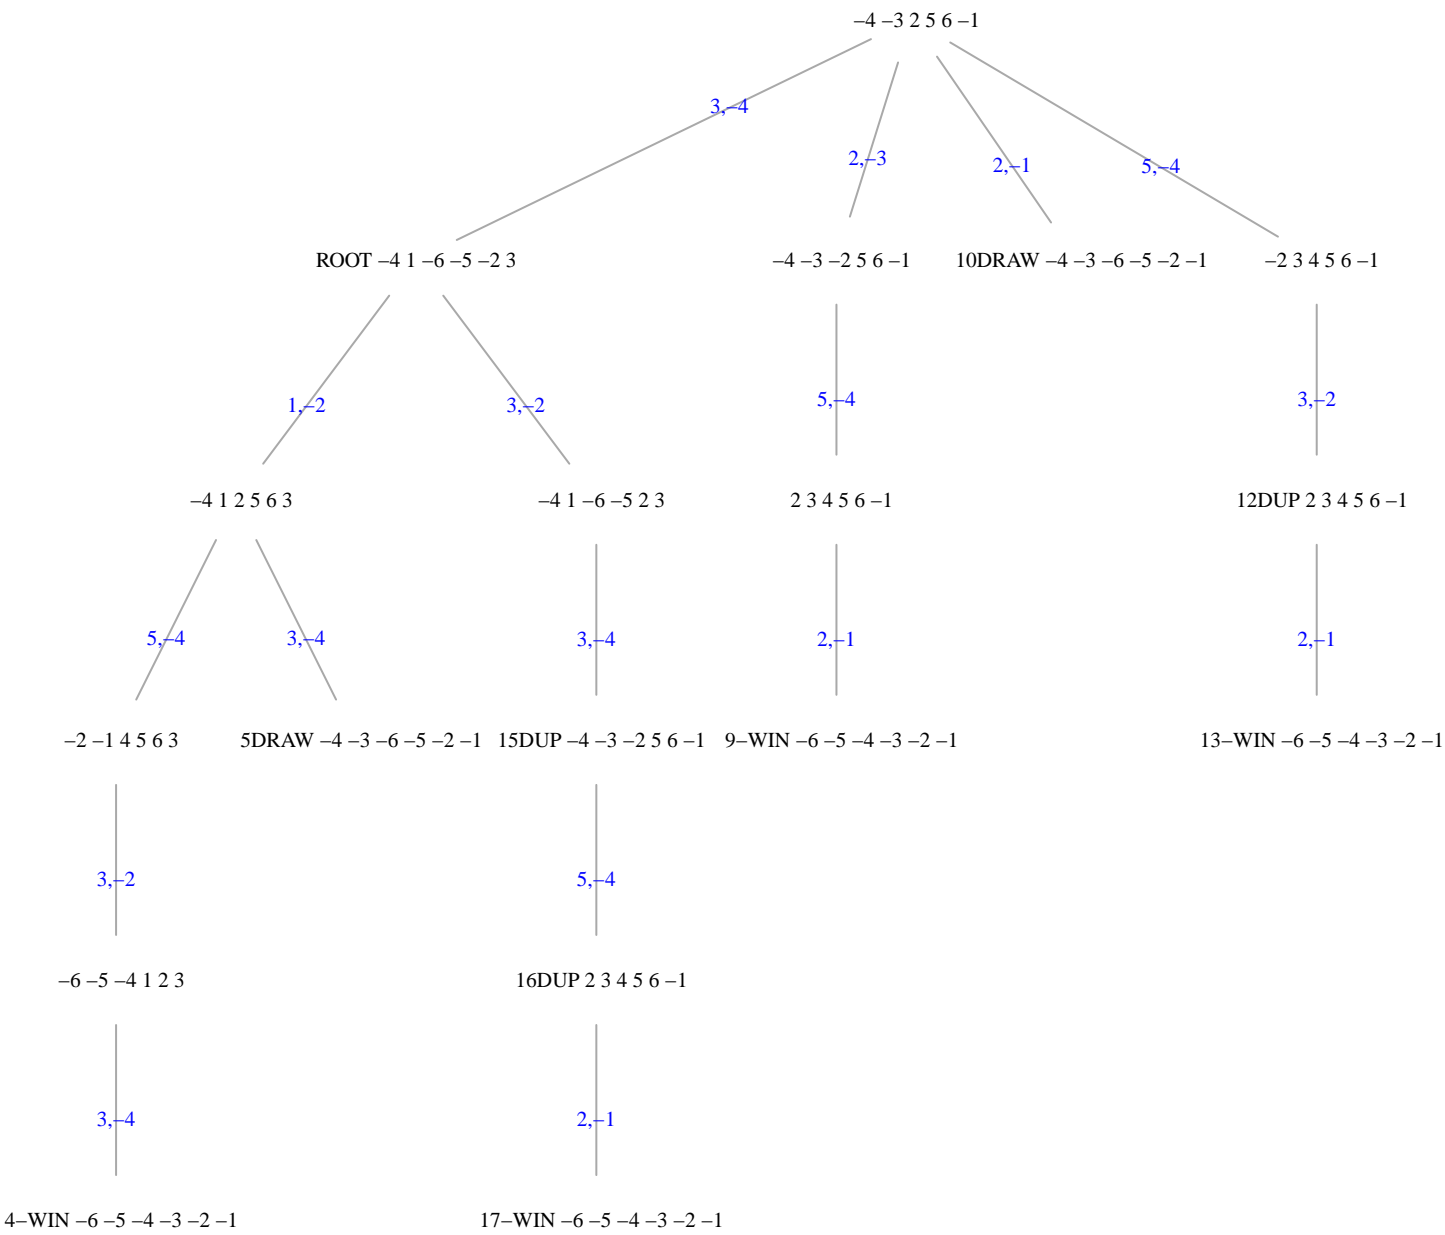 –4 –3 2 5 6 –1
3,–4
2,–3
2,–1
5,–4
ROOT –4 1 –6 –5 –2 3
–4 –3 –2 5 6 –1
10DRAW –4 –3 –6 –5 –2 –1
–2 3 4 5 6 –1
1,–2
3,–2
5,–4
3,–2
–4 1 2 5 6 3
–4 1 –6 –5 2 3
2 3 4 5 6 –1
12DUP 2 3 4 5 6 –1
5,–4
3,–4
3,–4
2,–1
2,–1
–2 –1 4 5 6 3
5DRAW –4 –3 –6 –5 –2 –1
15DUP –4 –3 –2 5 6 –1
9–WIN –6 –5 –4 –3 –2 –1
13–WIN –6 –5 –4 –3 –2 –1
3,–2
5,–4
–6 –5 –4 1 2 3
16DUP 2 3 4 5 6 –1
3,–4
2,–1
4–WIN –6 –5 –4 –3 –2 –1
17–WIN –6 –5 –4 –3 –2 –1